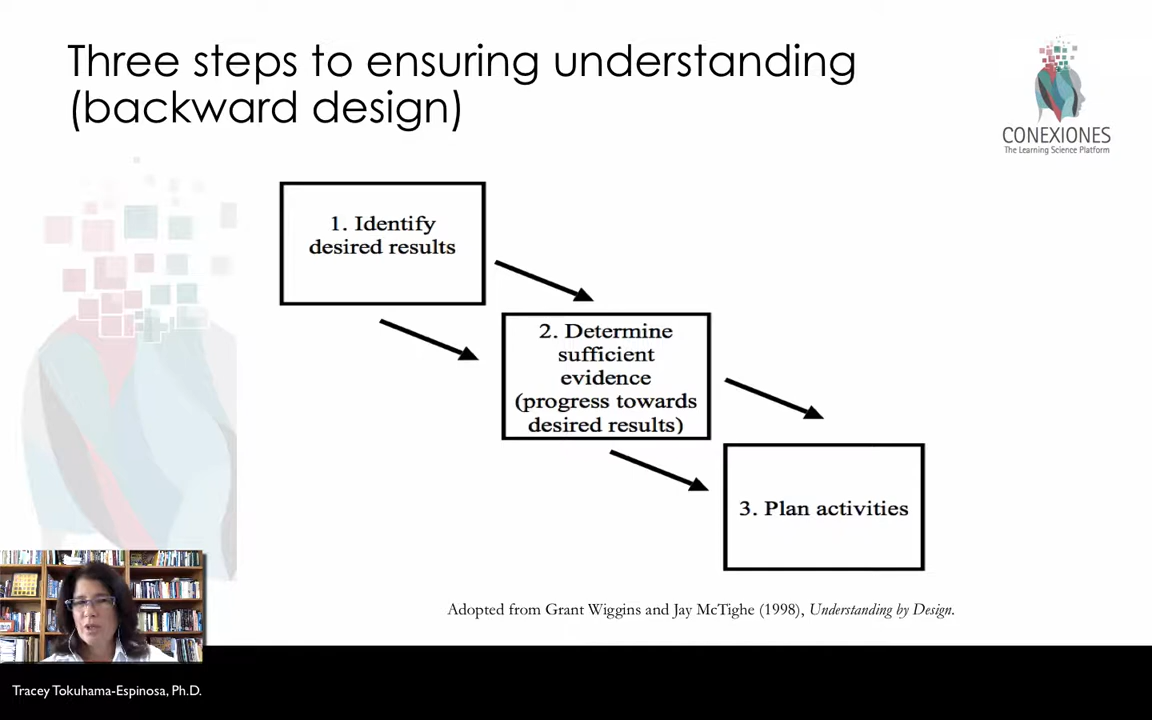 Three steps to ensuring understanding
(backward design)
CONEXIONES
The Learning Science Platform
1. Identify
desired results
2. Determine
sufficient
evidence
(progress towards
desired results)
3. Plan activities
Adopted from Grant Wiggins and Jay McTighe (1998), Understanding by Design.
Tracey Tokuhama-Espinosa, Ph.D.